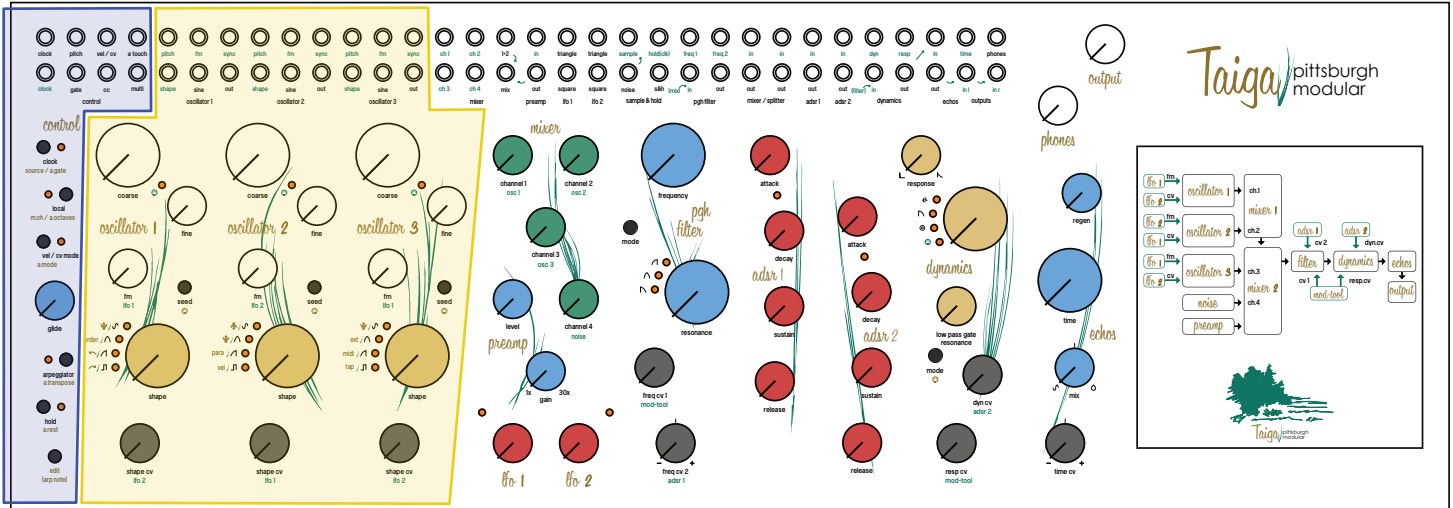 clock pitch vel / cv a touch pitch fm sync pitch fm sync pitch fm sync ch 1 ch 2 1+2 in triangle triangle sample hold(clk) freq 1 freq 2 in in in in dyn resp in time phones
clock gate cc multi shape sine out shape sine out shape sine out ch 3 ch 4 mix out square square noise s&h (mix) in out out out out out (filter) in out out in l in r
control oscillator 1 oscillator 2 oscillator 3 mixer preamp lfo 1 lfo 2 sample & hold pgh filter mixer / splitter adsr 1 adsr 2 dynamics echos outputs
output
phones
Taiga
pittsburgh
modular
control
clock
source / a.gate
local
m.ch / a.octaves
vel / cv mode
a.mode
glide
arpeggiator
a.transpose
hold
a.rest
edit
(arp note)
coarse
fine
oscillator 1
fm
lfo 1
seed
order /
shape
shape cv
lfo 2
coarse
fine
oscillator 2
fm
lfo 2
seed
para /
vel /
shape
shape cv
lfo 1
coarse
fine
oscillator 3
fm
lfo 1
seed
ext /
midi /
tap /
shape
shape cv
lfo 2
mixer
channel 1
osc 1
channel 2
osc 2
channel 3
osc 3
channel 4
noise
level
preamp
1x
30x
gain
lfo 1
lfo 2
frequency
mode
pgh
filter
resonance
freq cv 1
mod-tool
- +
freq cv 2
adsr 1
attack
decay
adsr 1
sustain
release
attack
decay
adsr 2
sustain
release
response
dynamics
low pass gate
resonance
mode
dyn cv
adsr 2
resp cv
mod-tool
regen
time
echos
mix
- +
time cv
lfo 1 fm
lfo 2 cv
oscillator 1
ch.1
mixer 1
lfo 2 fm
lfo 1 cv
oscillator 2
ch.2
lfo 1 fm
lfo 2 cv
oscillator 3
ch.3
mixer 2
noise
ch.4
preamp
adsr 1
cv 2
adsr 2
dyn.cv
filter
dynamics
echos
cv 1
resp.cv
mod-tool
output
Taiga
pittsburgh
modular